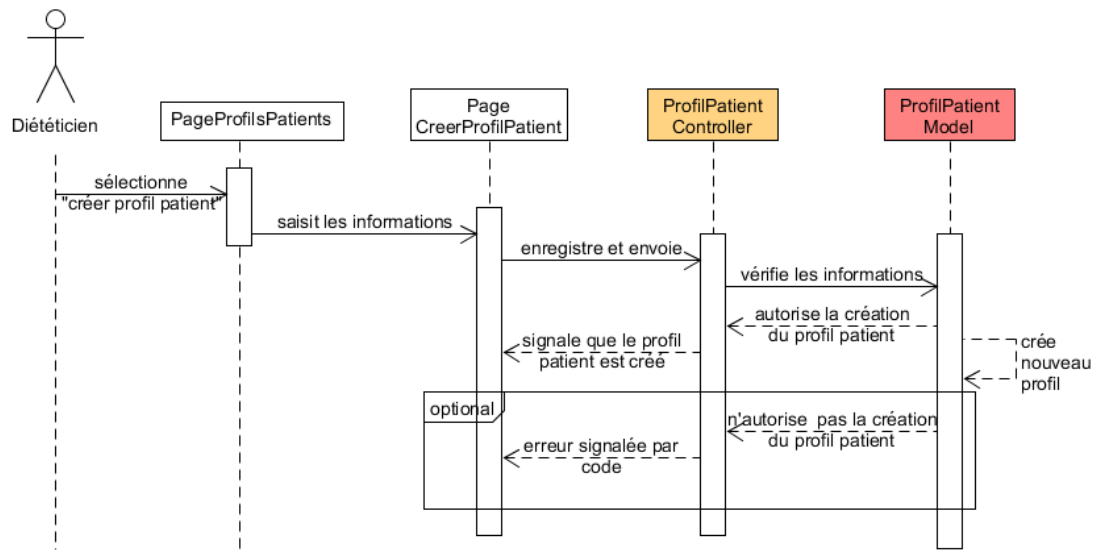 Diététicien
PageProfilsPatients
Page
CreerProfilPatient
ProfilPatient
Controller
ProfilPatient
Model
sélectionne
"créer profil patient"
saisit les informations
enregistre et envoie
vérifie les informations
autorise la création
du profil patient
signale que le profil
patient est créé
crée
nouveau
profil
optional
n'autorise  pas la création
du profil patient
erreur signalée par
code